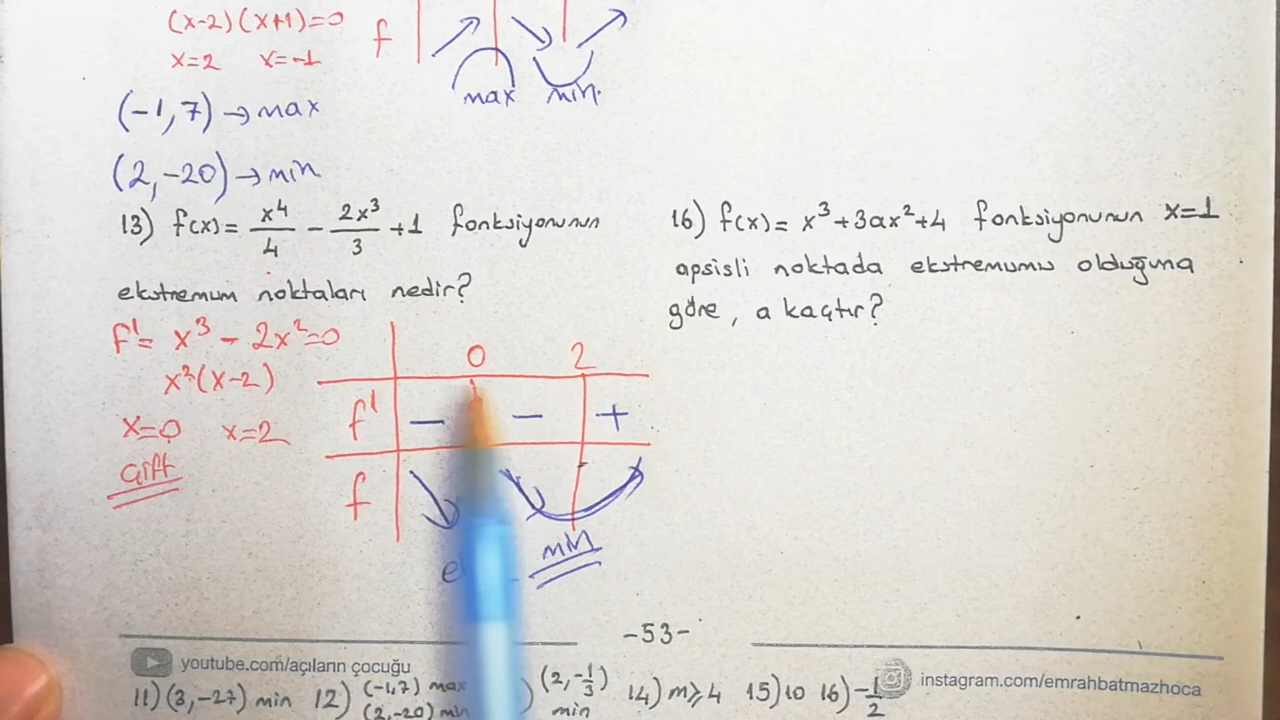 (x-2)(x+1)=0
x=2 x=-1
f
max min.
(-1,7)→max
(2,-20)→min
13) f(x)= x⁴/4 - 2x³/3 +1 fonksiyonunun
ekstremum noktaları nedir?
f'= x³ - 2x²=0
x²(x-2)
x=0 x=2
çift
0 2
f' - - +
f
min
16) f(x)= x³+3ax²+4 fonksiyonunun x=1
apsisli noktada ekstremumu olduğuna
göre, a kaçtır?
-53-
youtube.com/açıların çocuğu
instagram.com/emrahbatmazhoca
11)(3,-27) min 12) (-1,7) max
(2,-20) min
) (2,-1/3)
min
14) m≥4 15)10 16)-1/2